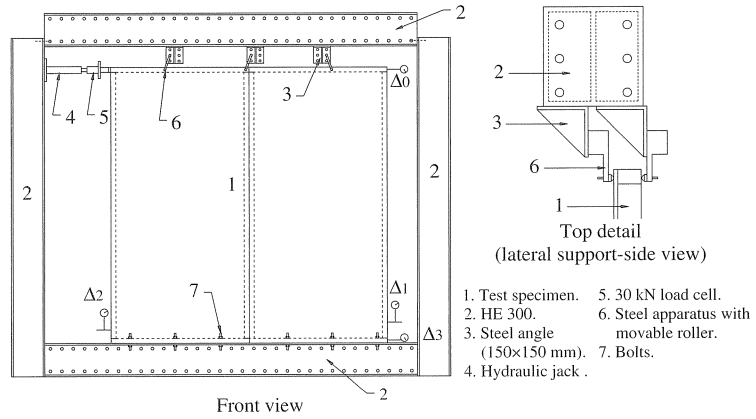 2
Δ0
4
5
6
3
2
1
2
Δ2
7
Δ1
Δ3
2
Front view
2
3
6
1
Top detail
(lateral support-side view)
1. Test specimen.
2. HE 300.
3. Steel angle
(150×150 mm).
4. Hydraulic jack .
5. 30 kN load cell.
6. Steel apparatus with
movable roller.
7. Bolts.